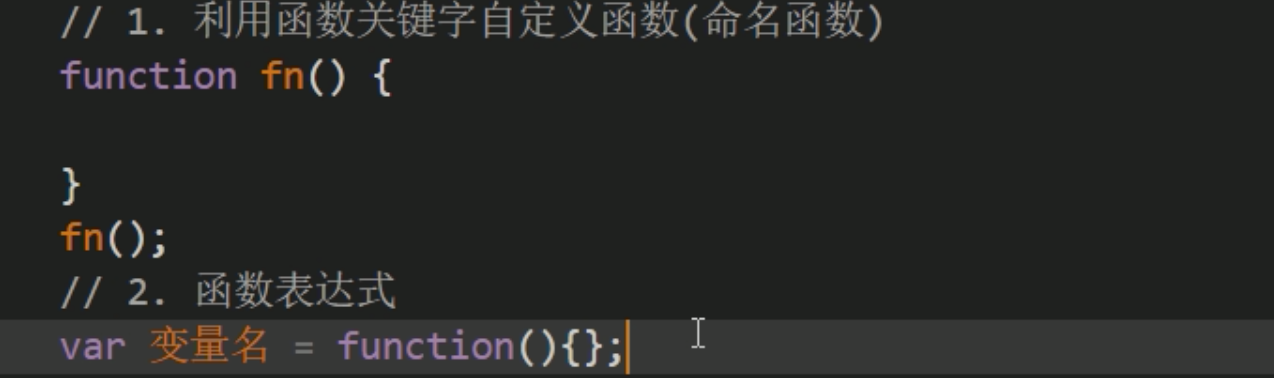 // 1. 利用函数关键字自定义函数(命名函数)
function fn() {
}
fn();
// 2. 函数表达式
var 变量名 = function(){};